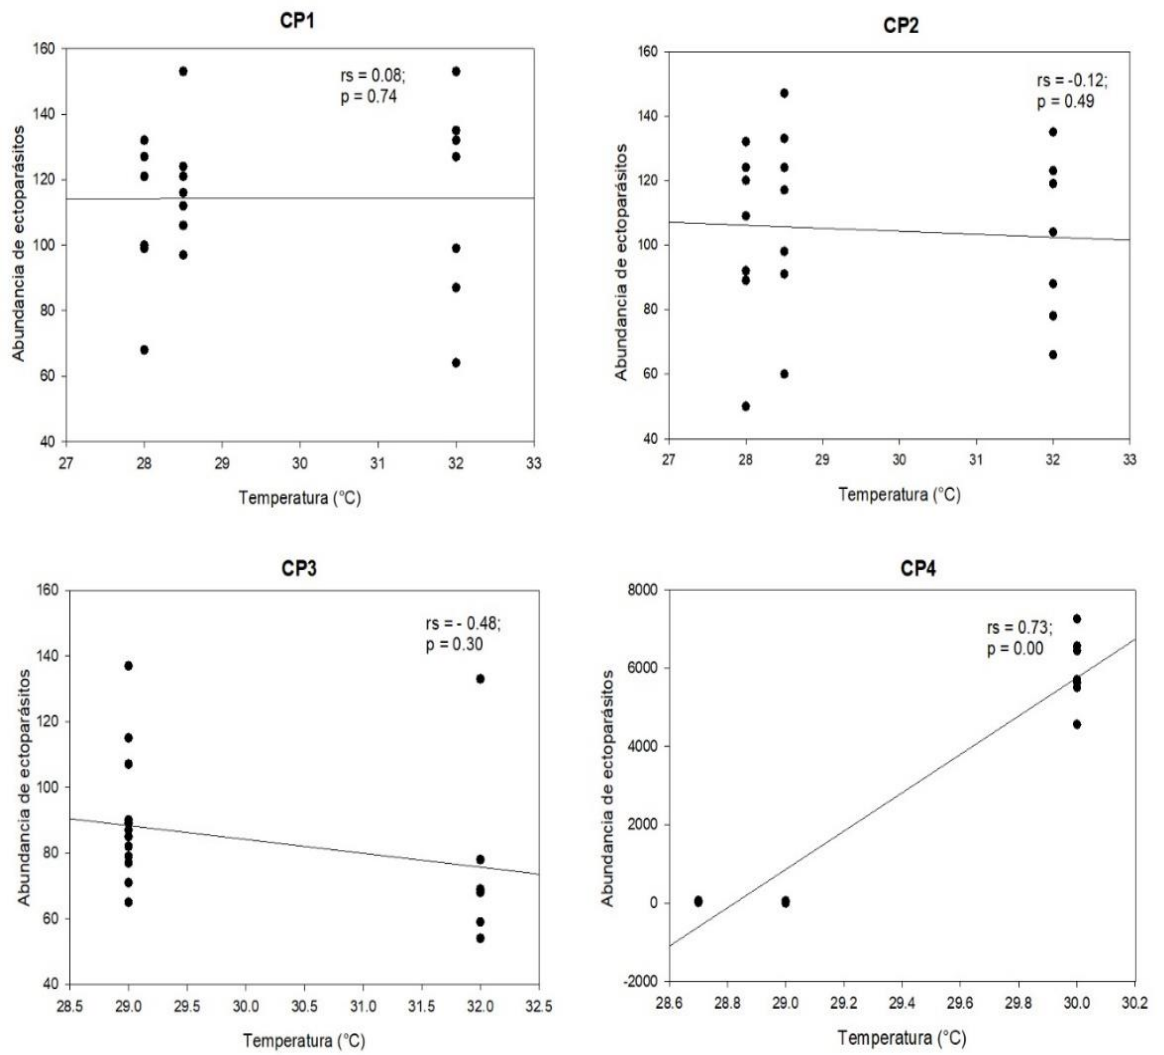 CP1
160
140
120
100
80
60
40
Abundancia de ectoparásitos
rs = 0.08;
p = 0.74
27 28 29 30 31 32 33
Temperatura (°C)
CP2
160
140
120
100
80
60
40
Abundancia de ectoparásitos
rs = -0.12;
p = 0.49
27 28 29 30 31 32 33
Temperatura (°C)
CP3
160
140
120
100
80
60
40
Abundancia de ectoparásitos
rs = - 0.48;
p = 0.30
28.5 29.0 29.5 30.0 30.5 31.0 31.5 32.0 32.5
Temperatura (°C)
CP4
8000
6000
4000
2000
0
-2000
Abundancia de ectoparásitos
rs = 0.73;
p = 0.00
28.6 28.8 29.0 29.2 29.4 29.6 29.8 30.0 30.2
Temperatura (°C)